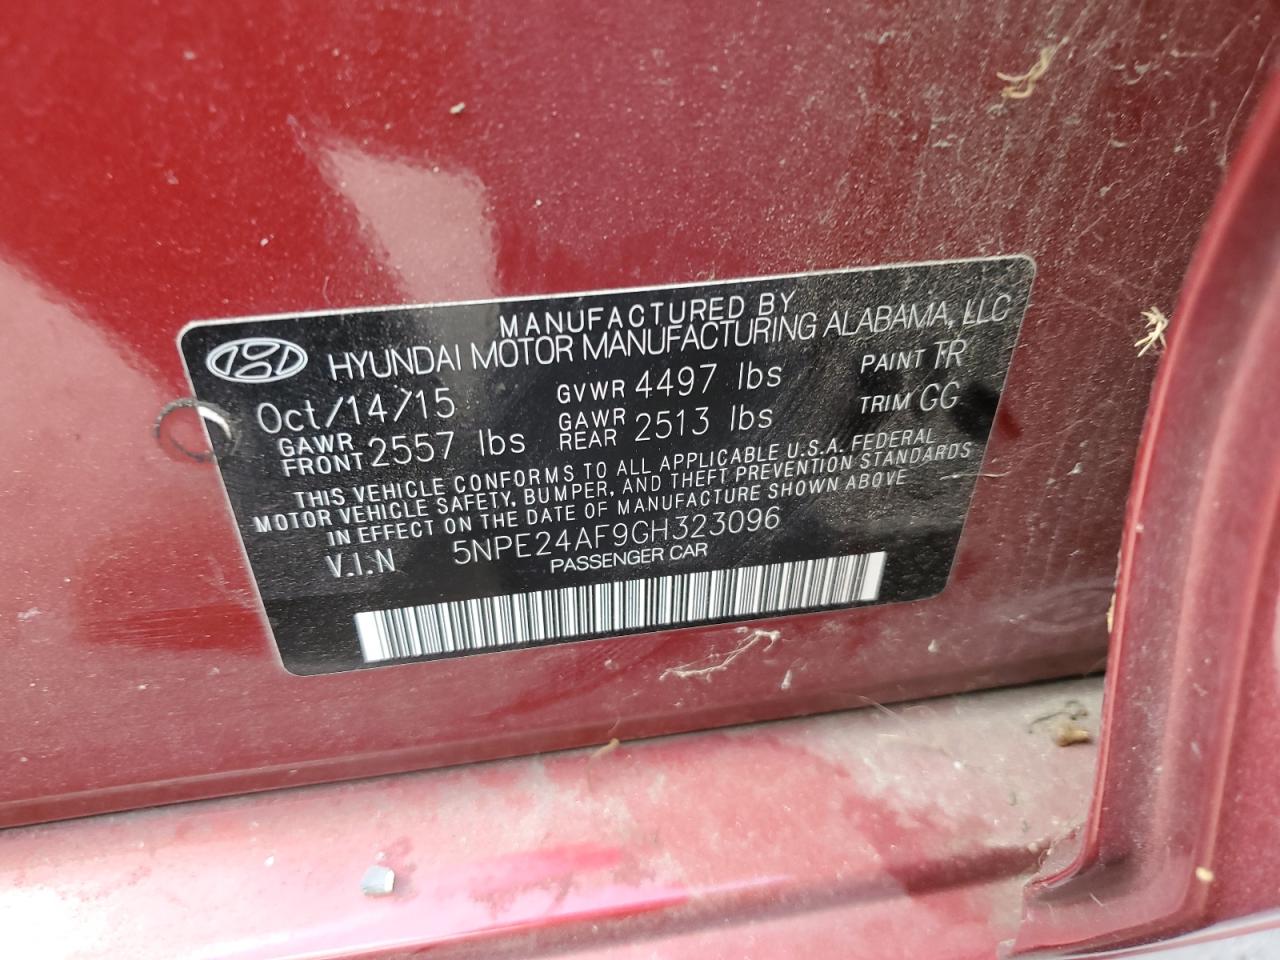 MANUFACTURED BY
HYUNDAI MOTOR MANUFACTURING ALABAMA, LLC
Oct/14/15 GVWR 4497 lbs PAINT TR
GAWR FRONT 2557 lbs GAWR REAR 2513 lbs TRIM GG
THIS VEHICLE CONFORMS TO ALL APPLICABLE U.S.A. FEDERAL
MOTOR VEHICLE SAFETY, BUMPER, AND THEFT PREVENTION STANDARDS
IN EFFECT ON THE DATE OF MANUFACTURE SHOWN ABOVE
V.I.N 5NPE24AF9GH323096
PASSENGER CAR